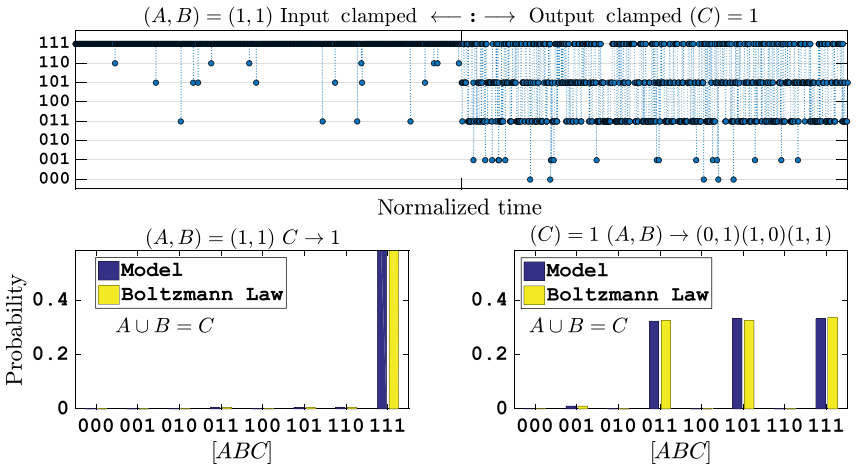 (A, B) = (1, 1) Input clamped ⟵ : ⟶ Output clamped (C) = 1
111
110
101
100
011
010
001
000
Normalized time
(A, B) = (1, 1) C → 1
Probability
0.4
0.2
0
Model
Boltzmann Law
A ∪ B = C
000 001 010 011 100 101 110 111
[ABC]
(C) = 1 (A, B) → (0, 1)(1, 0)(1, 1)
0.4
0.2
0
Model
Boltzmann Law
A ∪ B = C
000 001 010 011 100 101 110 111
[ABC]